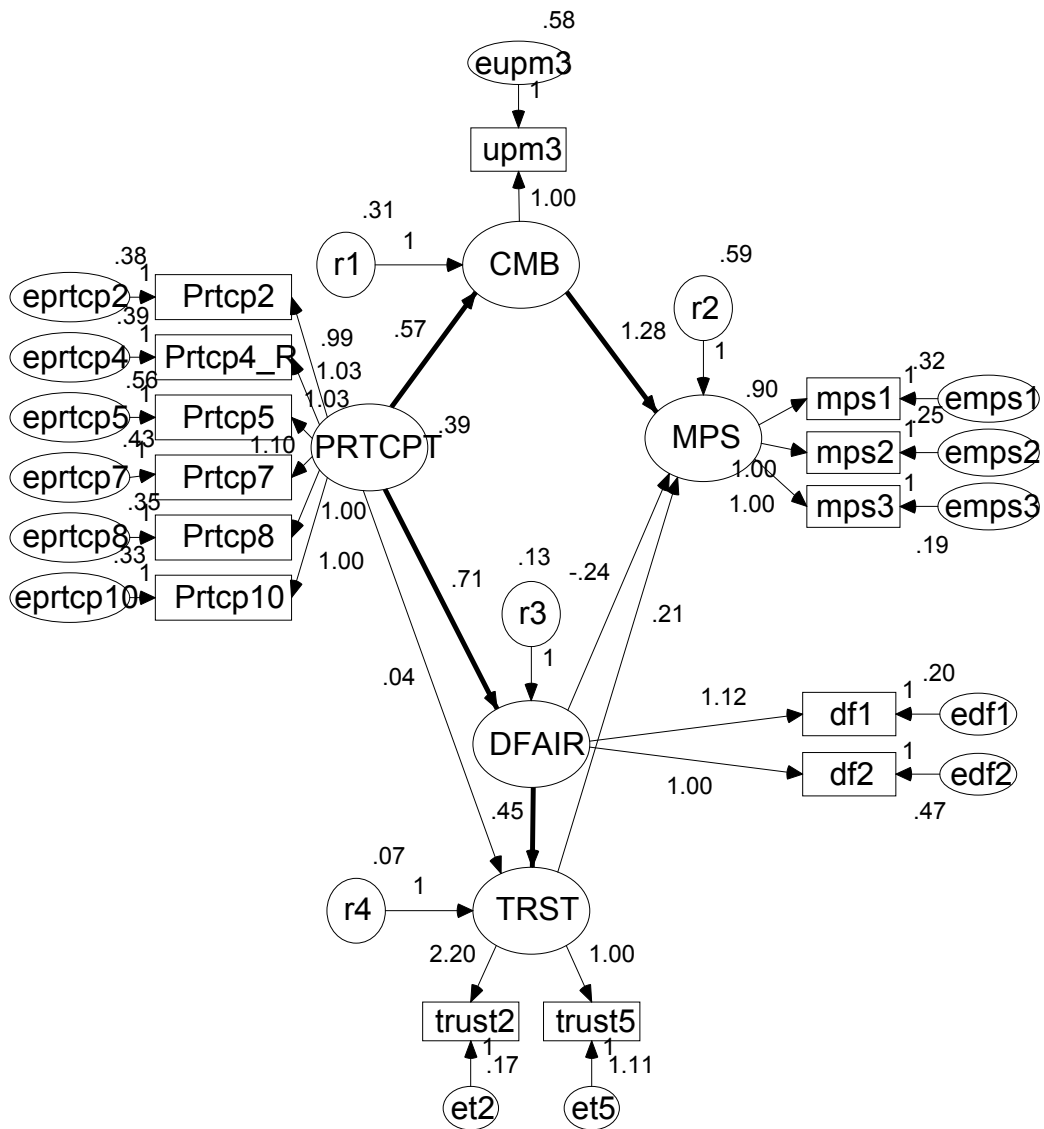 .58
eupm3
1
upm3
1.00
.31
r1
1
CMB
.59
r2
1
.38
eprtcp2
1
Prtcp2
.39
eprtcp4
1
Prtcp4_R
.56
eprtcp5
1
Prtcp5
.43
eprtcp7
1
Prtcp7
.35
eprtcp8
1
Prtcp8
.33
eprtcp10
1
Prtcp10
.99
1.03
1.03
1.10
1.00
1.00
PRTCPT
.39
.57
1.28
MPS
.90
1.00
1.00
mps1
1
.32
emps1
mps2
1
.25
emps2
mps3
1
emps3
.19
.71
.04
-.24
.21
.13
r3
1
DFAIR
1.12
1.00
df1
1
.20
edf1
df2
1
edf2
.47
.45
.07
r4
1
TRST
2.20
1.00
trust2
trust5
1
.17
1
1.11
et2
et5